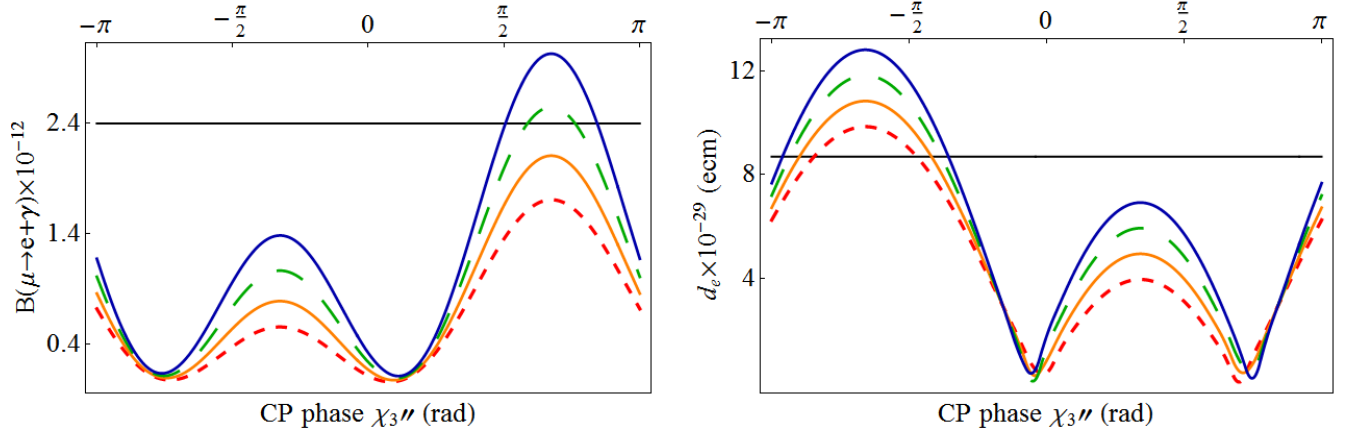 −π −π/2 0 π/2 π
2.4
1.4
0.4
B(μ→e+γ)×10⁻¹²
CP phase χ₃″ (rad)
−π −π/2 0 π/2 π
12
8
4
dₑ×10⁻²⁹ (ecm)
CP phase χ₃″ (rad)